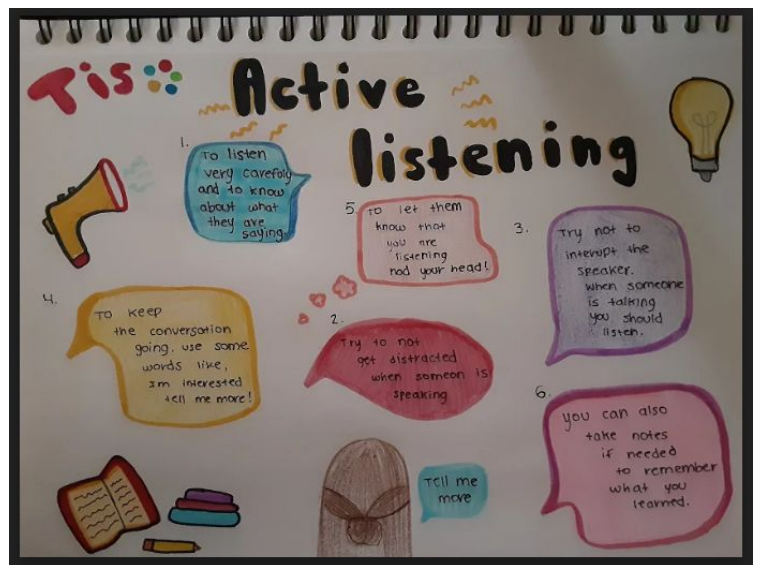 Tis
Active
listening
1.
To listen
very carefoly
and to know
about what
they are
saying.
5.
To let them
know that
you are
listening
nod your head!
3.
Try not to
interupt the
speaker.
when someone
is talking
you should
listen.
4.
To keep
the conversation
going, use some
words like,
Im interested
tell me more!
2.
Try to not
get distracted
when someon is
speaking
6.
you can also
take notes
if needed
to remember
what you
learned.
Tell me
more